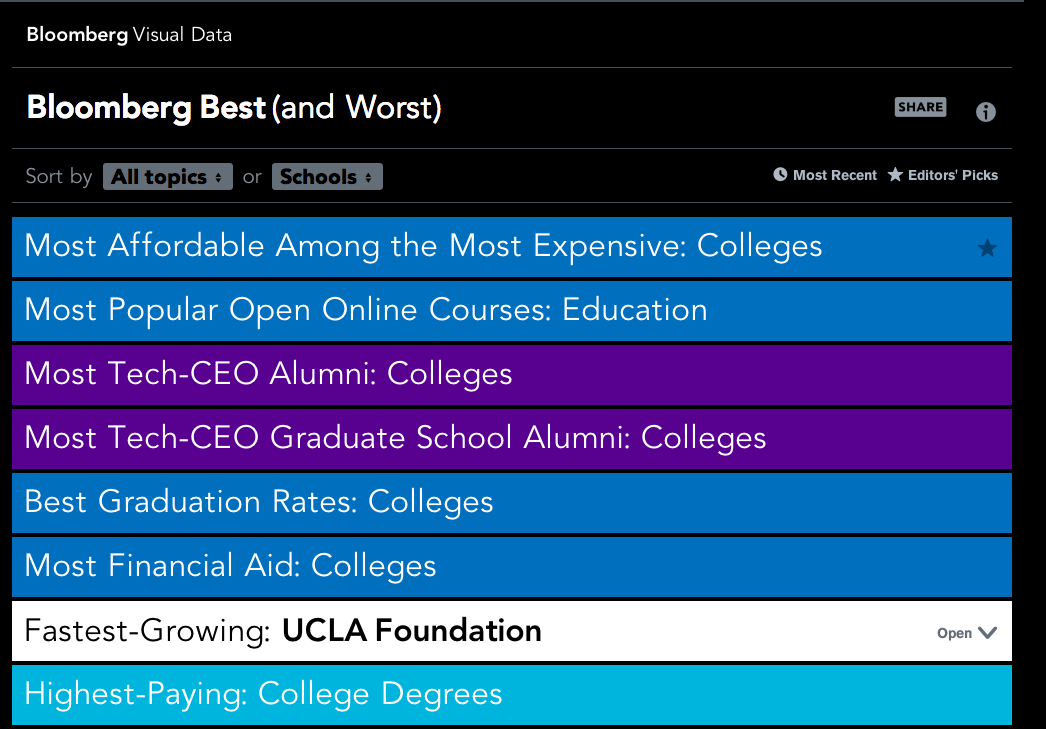 Bloomberg Visual Data
Bloomberg Best (and Worst)
SHARE
Sort by All topics or Schools
Most Recent Editors' Picks
Most Affordable Among the Most Expensive: Colleges
Most Popular Open Online Courses: Education
Most Tech-CEO Alumni: Colleges
Most Tech-CEO Graduate School Alumni: Colleges
Best Graduation Rates: Colleges
Most Financial Aid: Colleges
Fastest-Growing: UCLA Foundation
Open
Highest-Paying: College Degrees